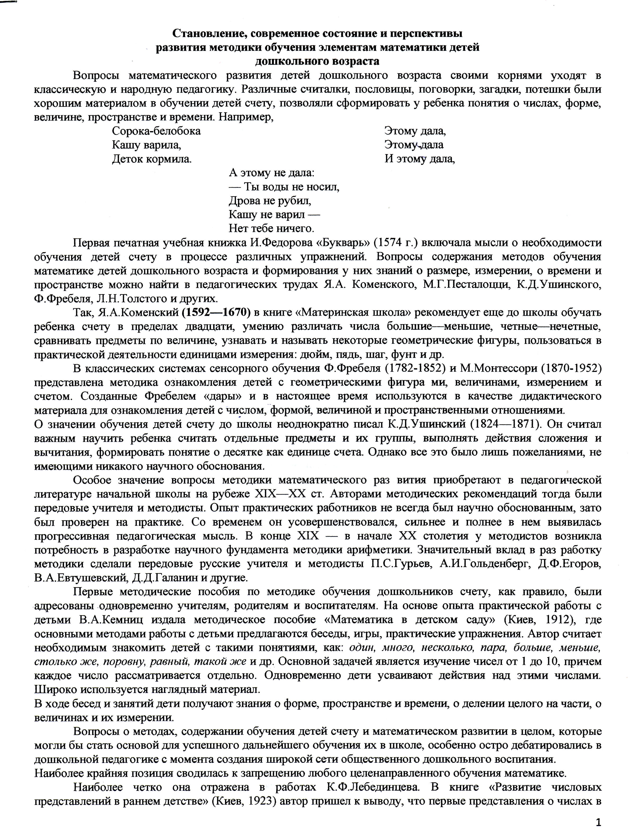 Становление, современное состояние и перспективы
развития методики обучения элементам математики детей
дошкольного возраста
Вопросы математического развития детей дошкольного возраста своими корнями уходят в
классическую и народную педагогику. Различные считалки, пословицы, поговорки, загадки, потешки были
хорошим материалом в обучении детей счету, позволяли сформировать у ребенка понятия о числах, форме,
величине, пространстве и времени. Например,
Сорока-белобока
Кашу варила,
Деток кормила.
Этому дала,
Этому дала
И этому дала,
А этому не дала:
— Ты воды не носил,
Дрова не рубил,
Кашу не варил —
Нет тебе ничего.
Первая печатная учебная книжка И.Федорова «Букварь» (1574 г.) включала мысли о необходимости
обучения детей счету в процессе различных упражнений. Вопросы содержания методов обучения
математике детей дошкольного возраста и формирования у них знаний о размере, измерении, о времени и
пространстве можно найти в педагогических трудах Я.А. Коменского, М.Г.Песталоцци, К.Д.Ушинского,
Ф.Фребеля, Л.Н.Толстого и других.
Так, Я.А.Коменский (1592—1670) в книге «Материнская школа» рекомендует еще до школы обучать
ребенка счету в пределах двадцати, умению различать числа большие—меньшие, четные—нечетные,
сравнивать предметы по величине, узнавать и называть некоторые геометрические фигуры, пользоваться в
практической деятельности единицами измерения: дюйм, пядь, шаг, фунт и др.
В классических системах сенсорного обучения Ф.Фребеля (1782-1852) и М.Монтессори (1870-1952)
представлена методика ознакомления детей с геометрическими фигура ми, величинами, измерением и
счетом. Созданные Фребелем «дары» и в настоящее время используются в качестве дидактического
материала для ознакомления детей с числом, формой, величиной и пространственными отношениями.
О значении обучения детей счету до школы неоднократно писал К.Д.Ушинский (1824—1871). Он считал
важным научить ребенка считать отдельные предметы и их группы, выполнять действия сложения и
вычитания, формировать понятие о десятке как единице счета. Однако все это было лишь пожеланиями, не
имеющими никакого научного обоснования.
Особое значение вопросы методики математического раз вития приобретают в педагогической
литературе начальной школы на рубеже XIX—XX ст. Авторами методических рекомендаций тогда были
передовые учителя и методисты. Опыт практических работников не всегда был научно обоснованным, зато
был проверен на практике. Со временем он усовершенствовался, сильнее и полнее в нем выявилась
прогрессивная педагогическая мысль. В конце XIX — в начале XX столетия у методистов возникла
потребность в разработке научного фундамента методики арифметики. Значительный вклад в раз работку
методики сделали передовые русские учителя и методисты П.С.Гурьев, А.И.Гольденберг, Д.Ф.Егоров,
В.А.Евтушевский, Д.Д.Галанин и другие.
Первые методические пособия по методике обучения дошкольников счету, как правило, были
адресованы одновременно учителям, родителям и воспитателям. На основе опыта практической работы с
детьми В.А.Кемниц издала методическое пособие «Математика в детском саду» (Киев, 1912), где
основными методами работы с детьми предлагаются беседы, игры, практические упражнения. Автор считает
необходимым знакомить детей с такими понятиями, как: один, много, несколько, пара, больше, меньше,
столько же, поровну, равный, такой же и др. Основной задачей является изучение чисел от 1 до 10, причем
каждое число рассматривается отдельно. Одновременно дети усваивают действия над этими числами.
Широко используется наглядный материал.
В ходе бесед и занятий дети получают знания о форме, пространстве и времени, о делении целого на части, о
величинах и их измерении.
Вопросы о методах, содержании обучения детей счету и математическом развитии в целом, которые
могли бы стать основой для успешного дальнейшего обучения их в школе, особенно остро дебатировались в
дошкольной педагогике с момента создания широкой сети общественного дошкольного воспитания.
Наиболее крайняя позиция сводилась к запрещению любого целенаправленного обучения математике.
Наиболее четко она отражена в работах К.Ф.Лебединцева. В книге «Развитие числовых
представлений в раннем детстве» (Киев, 1923) автор пришел к выводу, что первые представления о числах в
1